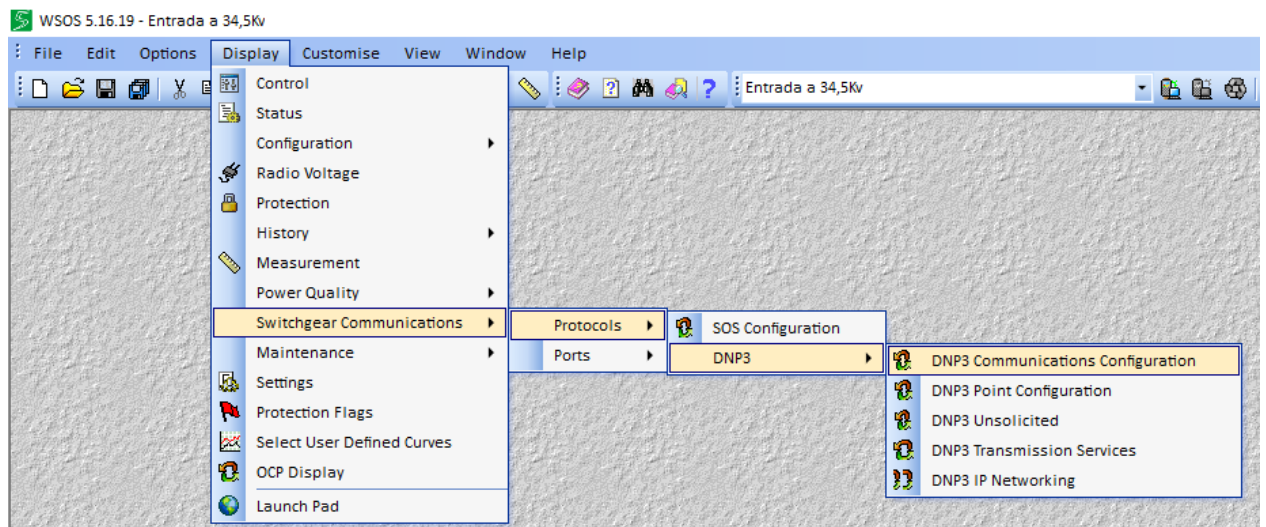 WSOS 5.16.19 - Entrada a 34,5Kv
File Edit Options Display Customise View Window Help
Entrada a 34,5Kv
Control
Status
Configuration
Radio Voltage
Protection
History
Measurement
Power Quality
Switchgear Communications
Maintenance
Settings
Protection Flags
Select User Defined Curves
OCP Display
Launch Pad
Protocols
Ports
SOS Configuration
DNP3
DNP3 Communications Configuration
DNP3 Point Configuration
DNP3 Unsolicited
DNP3 Transmission Services
DNP3 IP Networking